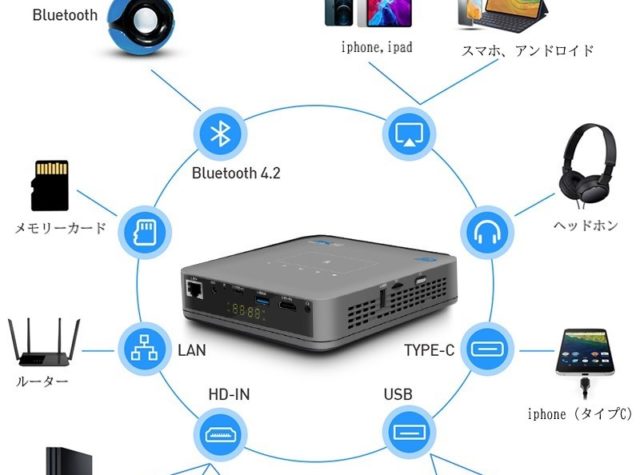 Bluetooth
iphone,ipad
スマホ、アンドロイド
Bluetooth 4.2
メモリーカード
ヘッドホン
LAN
TYPE-C
ルーター
HD-IN
USB
iphone（タイプC）